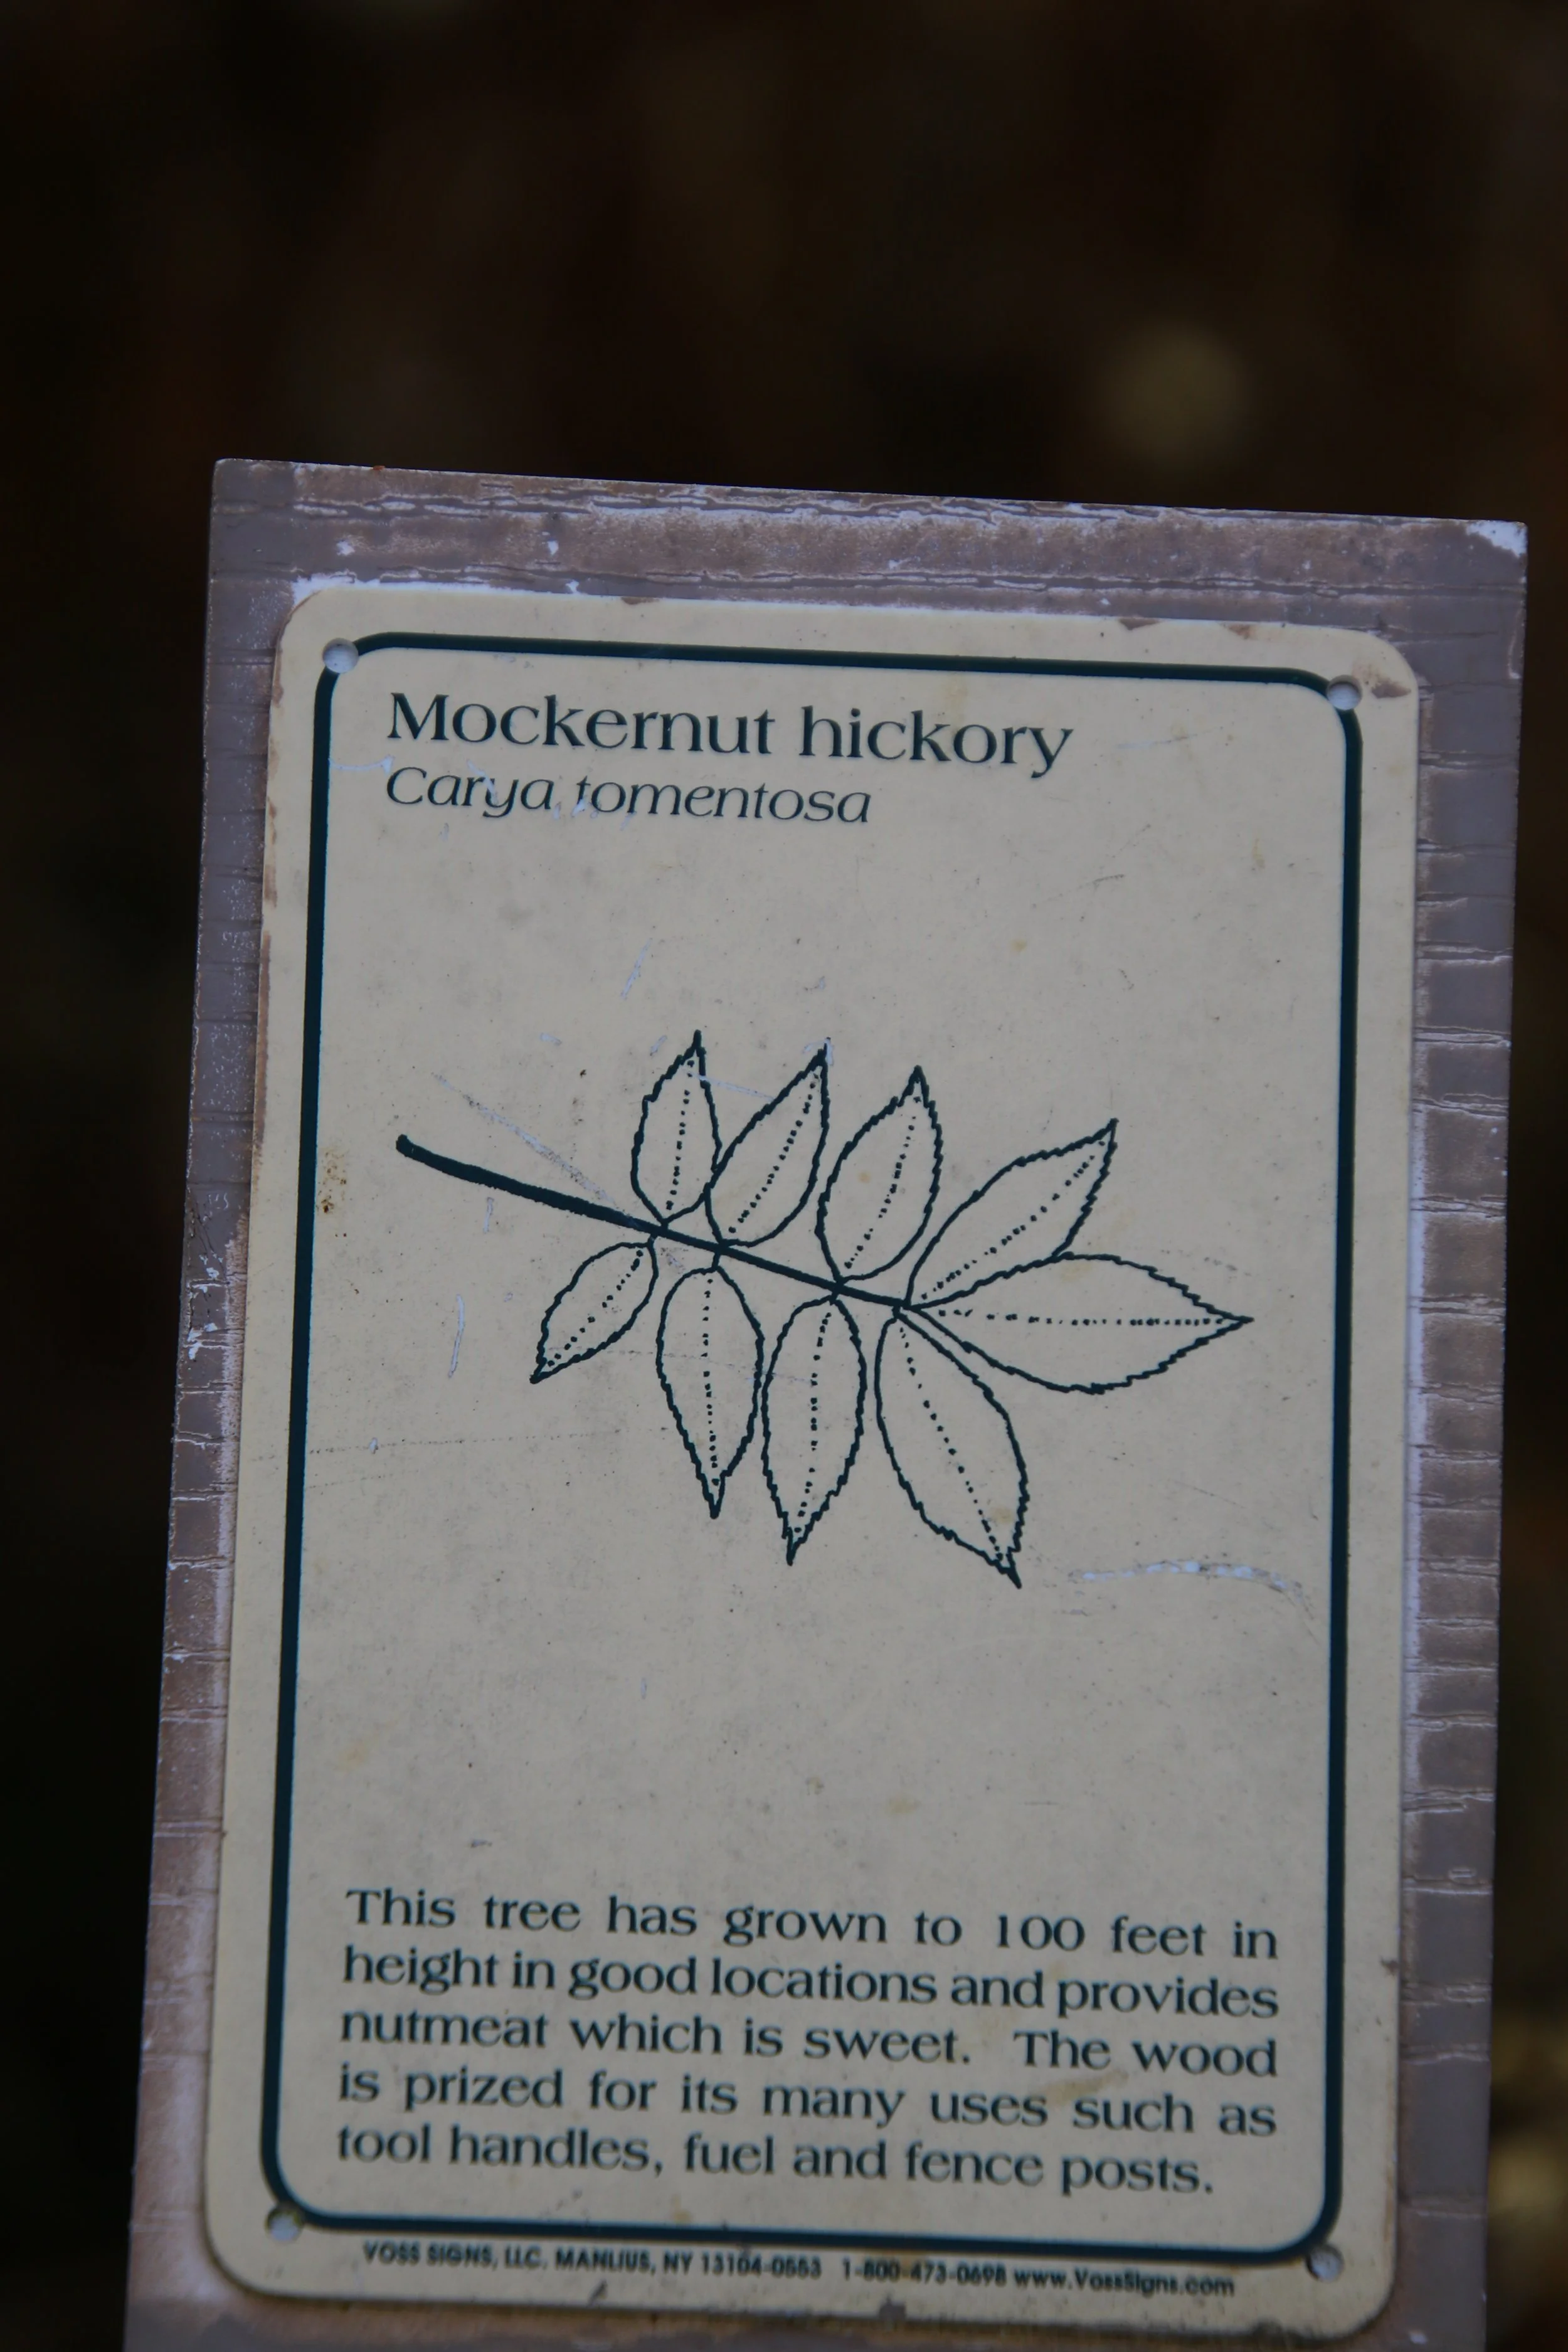 Mockernut hickory
Carya tomentosa
This tree has grown to 100 feet in
height in good locations and provides
nutmeat which is sweet. The wood
is prized for its many uses such as
tool handles, fuel and fence posts.
VOSS SIGNS, LLC. MANLIUS, NY 13104-0553 1-800-473-0698 www.VossSigns.com